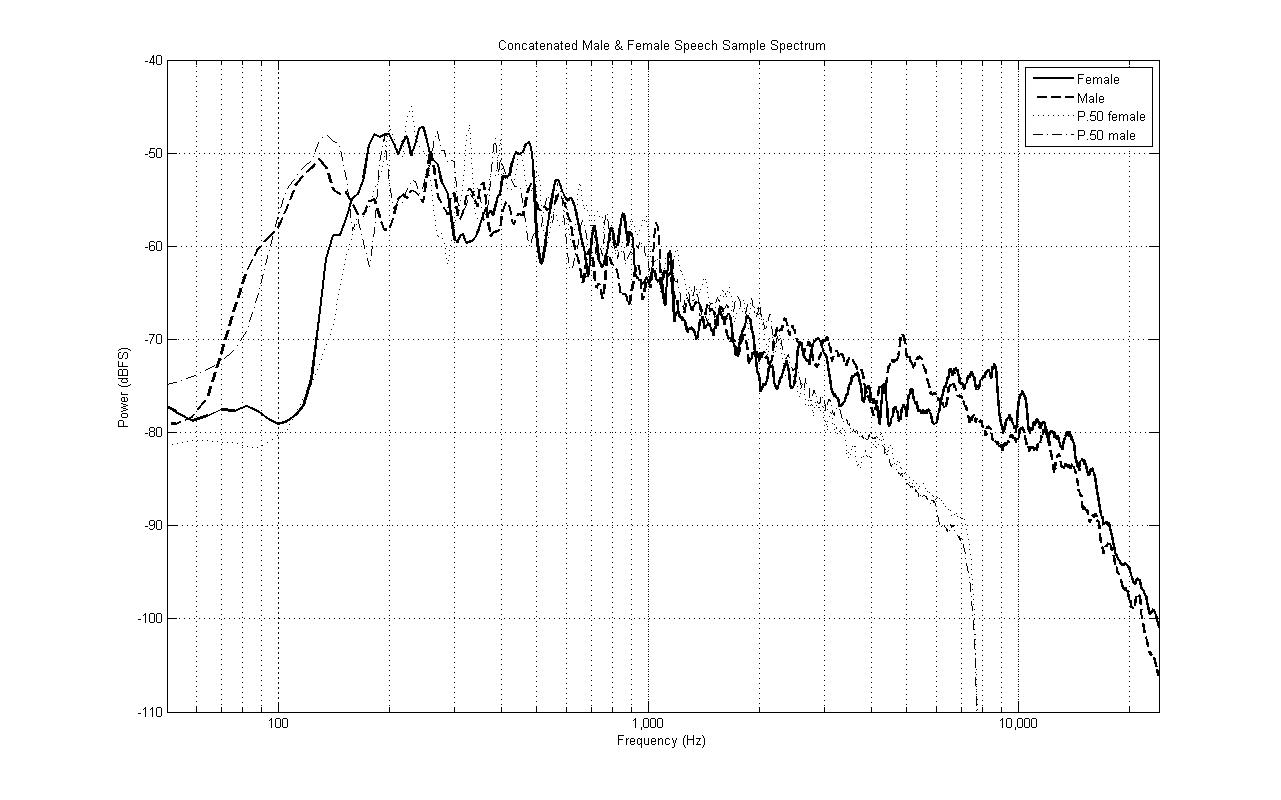 Concatenated Male & Female Speech Sample Spectrum
Female
Male
P.50 female
P.50 male
Power (dBFS)
-40
-50
-60
-70
-80
-90
-100
-110
100
1,000
10,000
Frequency (Hz)